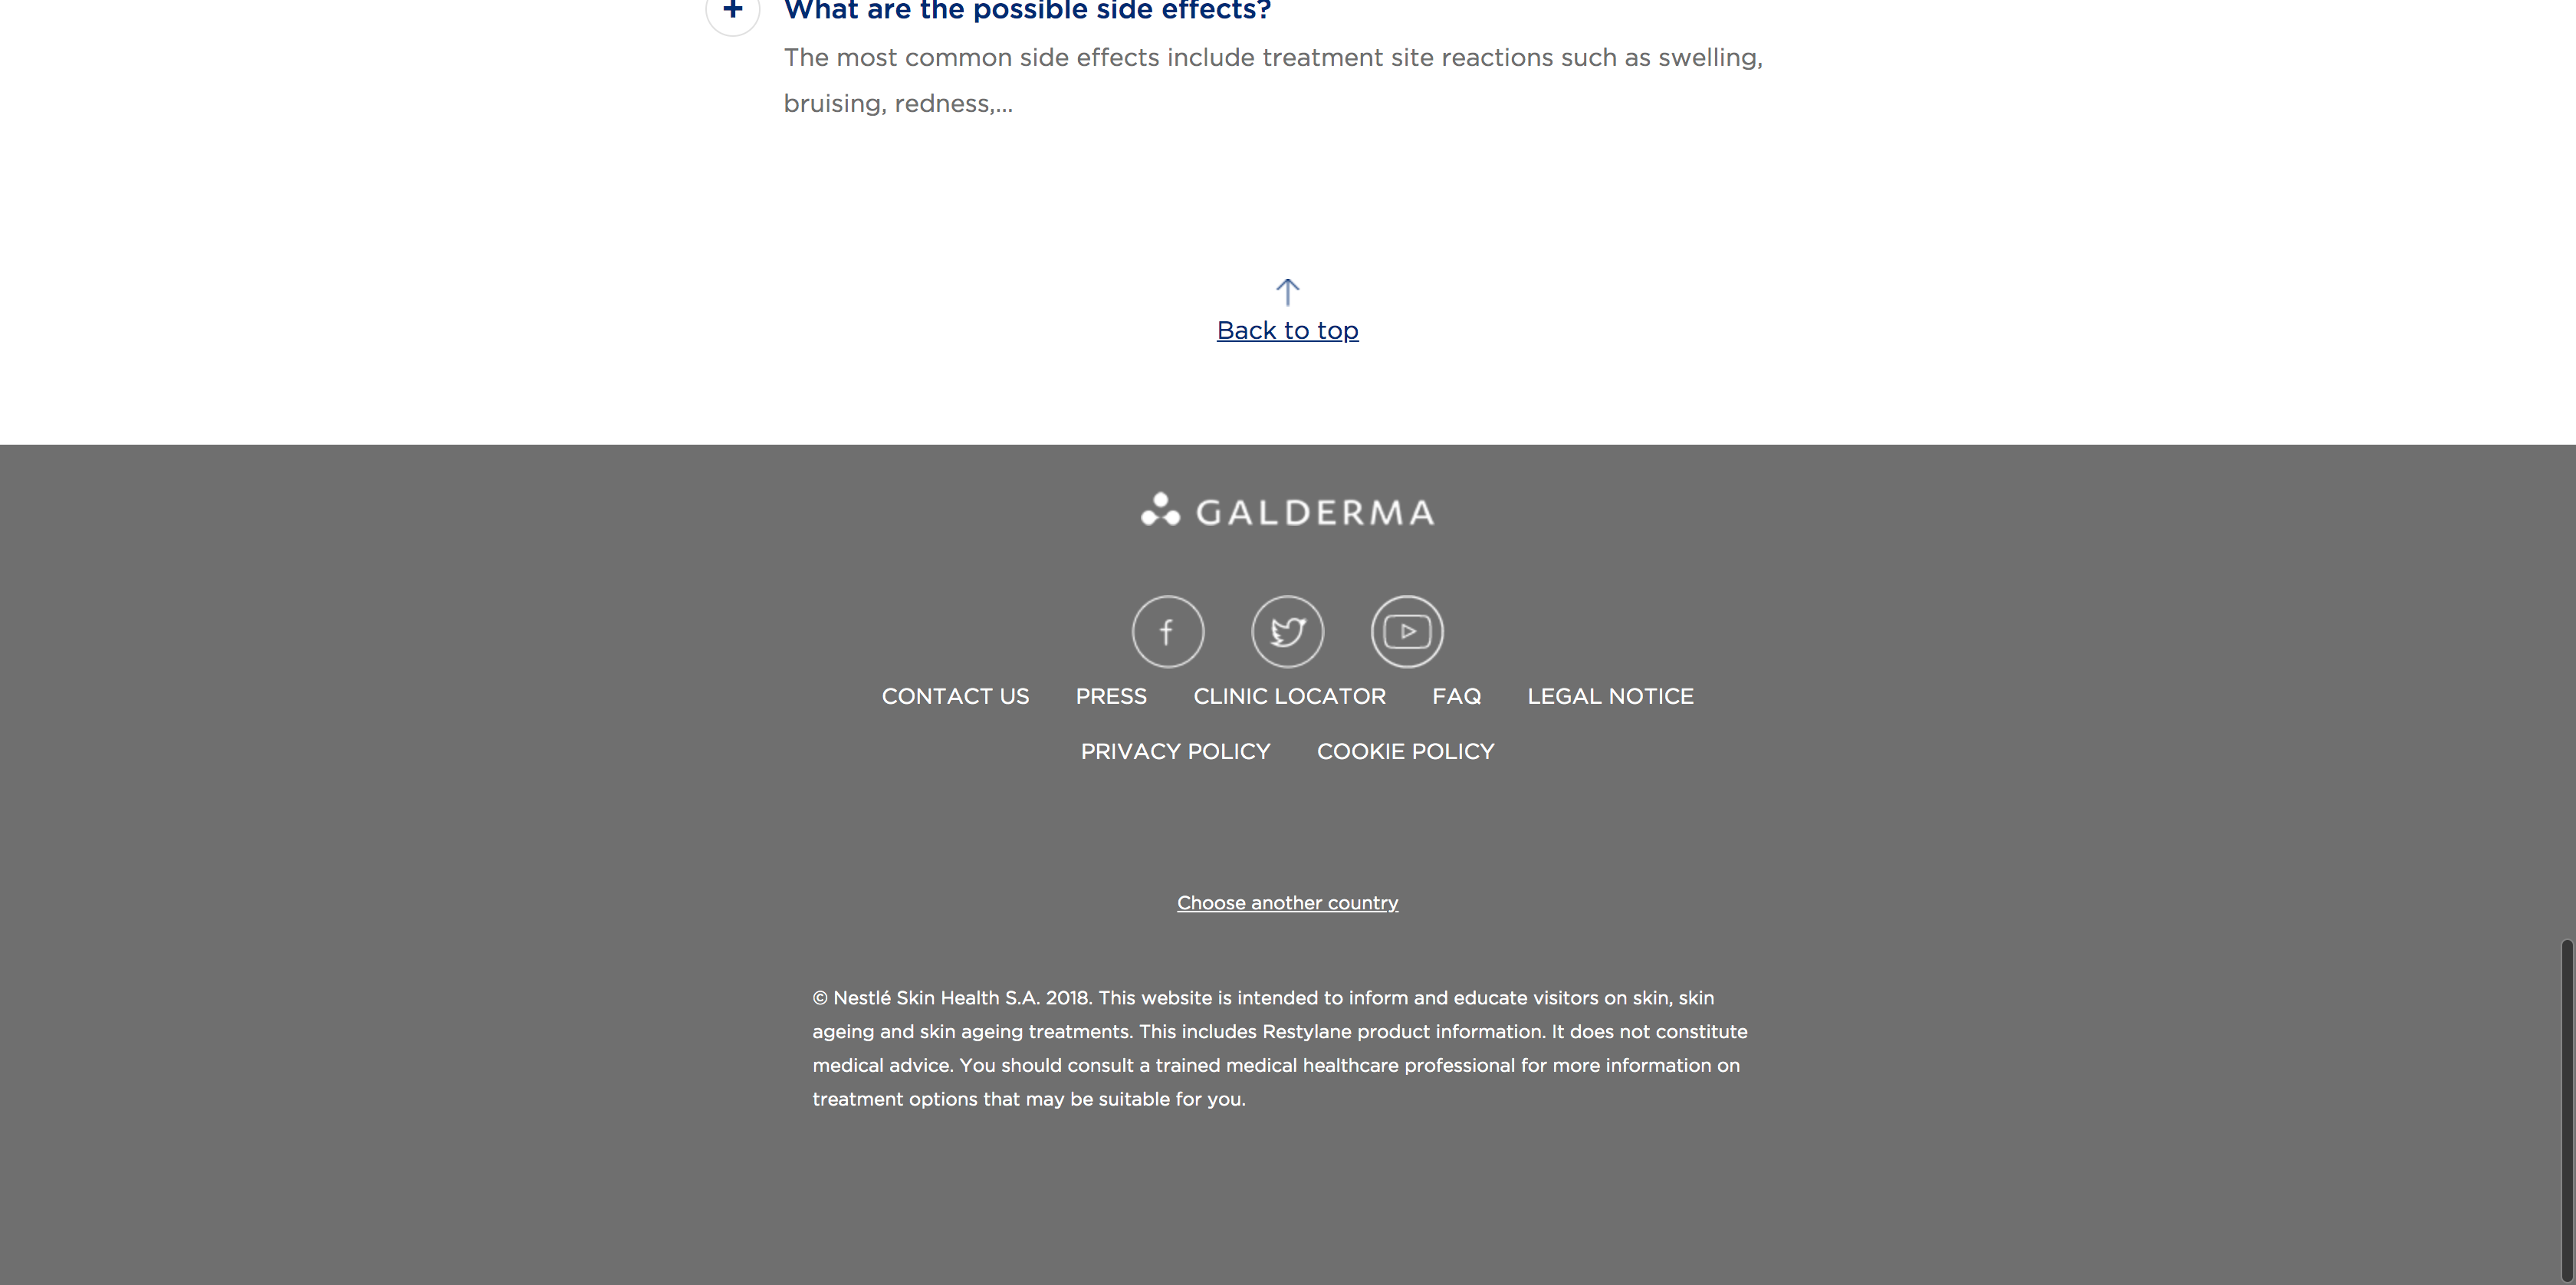 What are the possible side effects?
The most common side effects include treatment site reactions such as swelling,
bruising, redness,...
Back to top
GALDERMA
CONTACT US PRESS CLINIC LOCATOR FAQ LEGAL NOTICE
PRIVACY POLICY COOKIE POLICY
Choose another country
© Nestlé Skin Health S.A. 2018. This website is intended to inform and educate visitors on skin, skin
ageing and skin ageing treatments. This includes Restylane product information. It does not constitute
medical advice. You should consult a trained medical healthcare professional for more information on
treatment options that may be suitable for you.